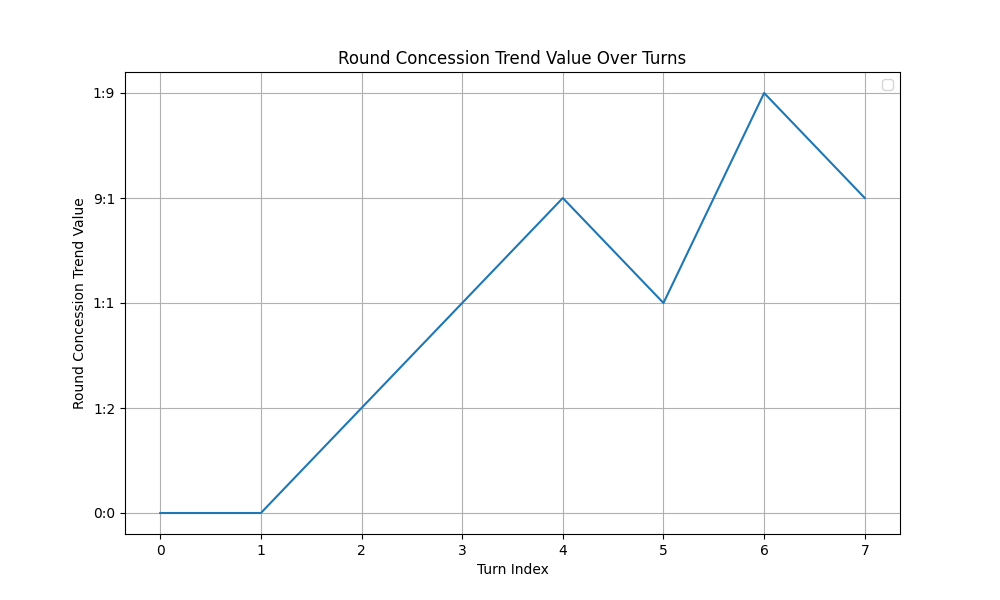 Round Concession Trend Value Over Turns
Round Concession Trend Value
1:9
9:1
1:1
1:2
0:0
0 1 2 3 4 5 6 7
Turn Index